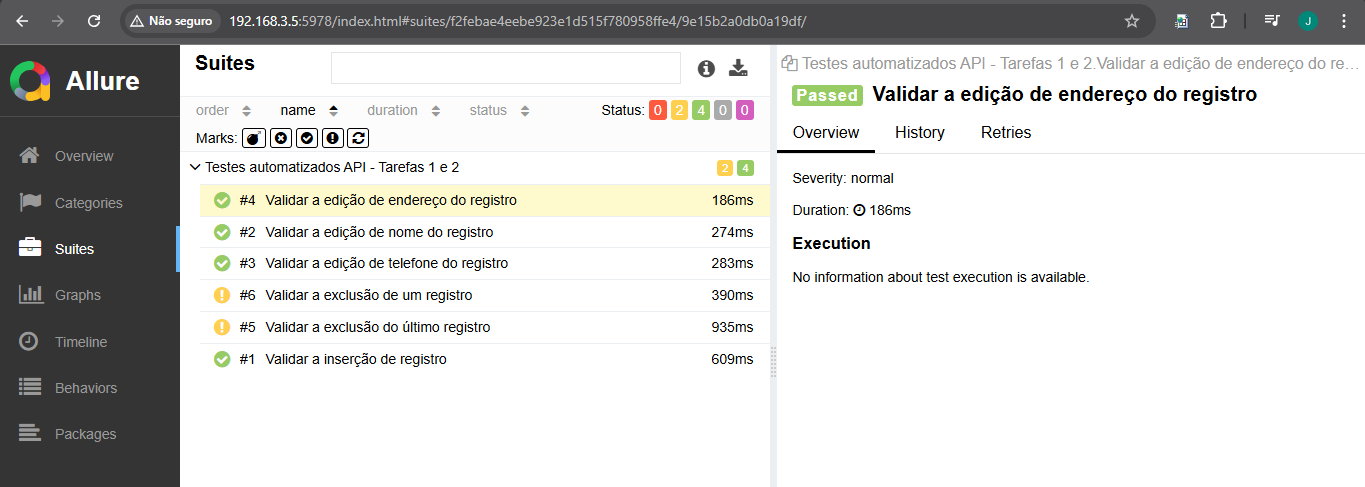 Não seguro 192.168.3.5:5978/index.html#suites/f2febae4eebe923e1d515f780958ffe4/9e15b2a0db0a19df/
J
Allure
Overview
Categories
Suites
Graphs
Timeline
Behaviors
Packages
Suites
order name duration status Status: 0 2 4 0 0
Marks:
Testes automatizados API - Tarefas 1 e 2 2 4
#4 Validar a edição de endereço do registro 186ms
#2 Validar a edição de nome do registro 274ms
#3 Validar a edição de telefone do registro 283ms
#6 Validar a exclusão de um registro 390ms
#5 Validar a exclusão do último registro 935ms
#1 Validar a inserção de registro 609ms
Testes automatizados API - Tarefas 1 e 2.Validar a edição de endereço do re...
Passed Validar a edição de endereço do registro
Overview History Retries
Severity: normal
Duration: 186ms
Execution
No information about test execution is available.